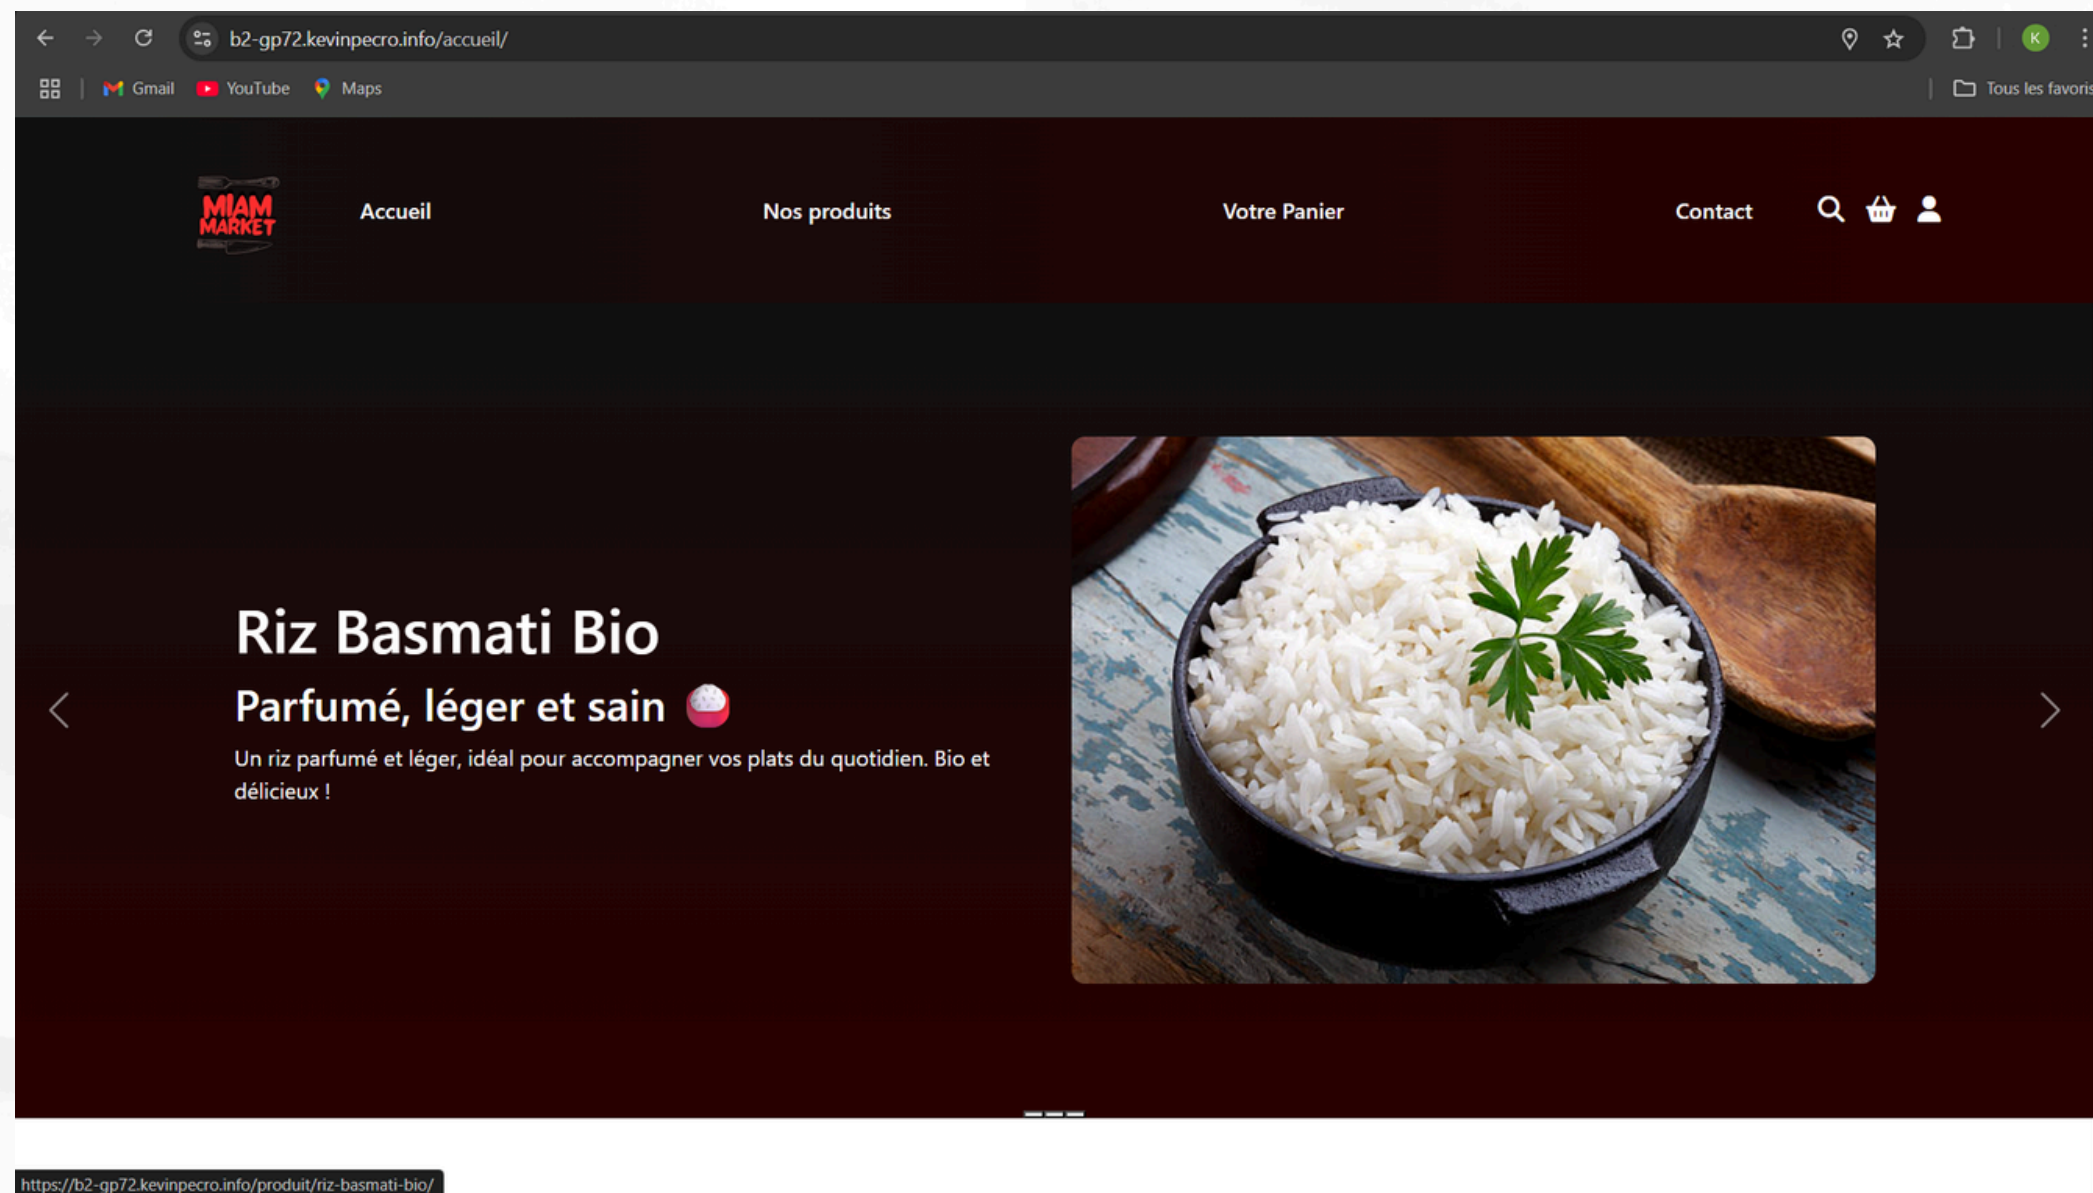 b2-gp72.kevinpecro.info/accueil/
K
Gmail
YouTube
Maps
Tous les favoris
MIAM
MARKET
Accueil
Nos produits
Votre Panier
Contact
Riz Basmati Bio
Parfumé, léger et sain
Un riz parfumé et léger, idéal pour accompagner vos plats du quotidien. Bio et
délicieux !
https://b2-gp72.kevinpecro.info/produit/riz-basmati-bio/